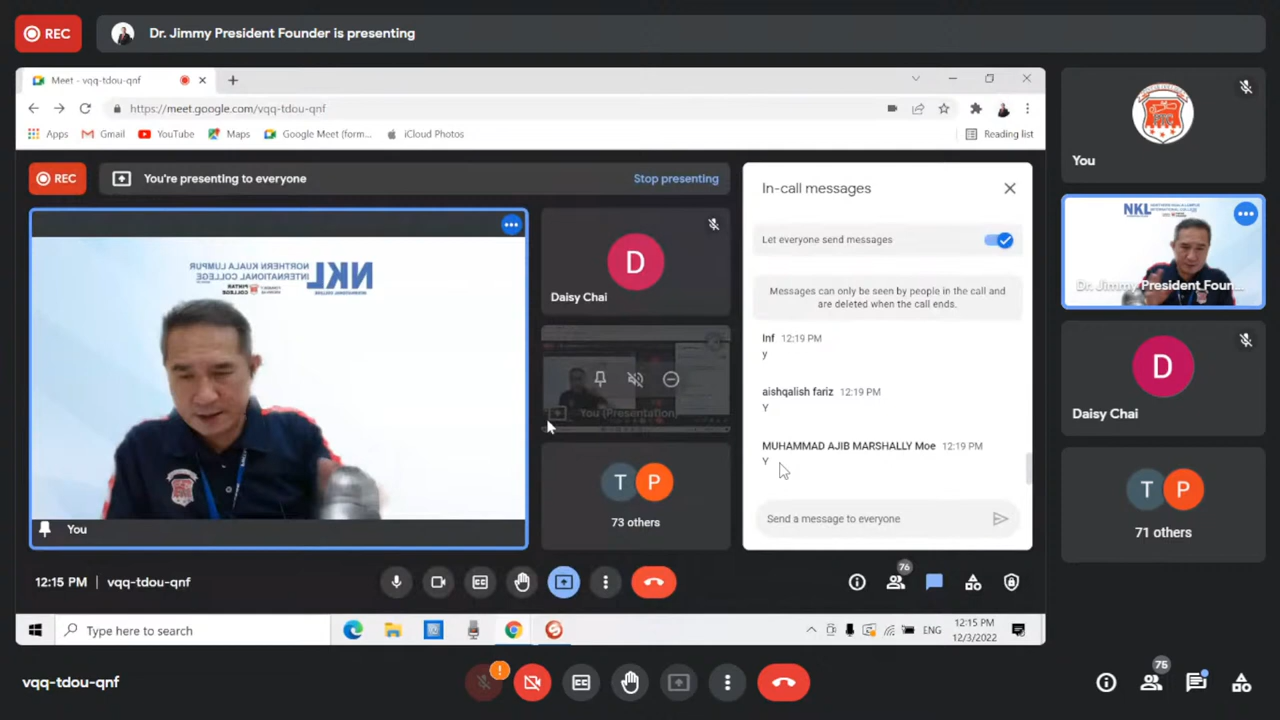 REC
Dr. Jimmy President Founder is presenting
Meet - vqq-tdou-qnf
https://meet.google.com/vqq-tdou-qnf
Apps
Gmail
YouTube
Maps
Google Meet (form...
iCloud Photos
Reading list
REC
You're presenting to everyone
Stop presenting
NORTHERN KUALA LUMPUR
INTERNATIONAL COLLEGE
NKL
PINTAR
COLLEGE
You
D
Daisy Chai
You (Presentation)
T P
73 others
In-call messages
Let everyone send messages
Messages can only be seen by people in the call and
are deleted when the call ends.
Inf 12:19 PM
y
aishqalish fariz 12:19 PM
Y
MUHAMMAD AJIB MARSHALLY Moe 12:19 PM
Y
Send a message to everyone
12:15 PM | vqq-tdou-qnf
76
Type here to search
ENG
12:15 PM
12/3/2022
You
NKL
Dr. Jimmy President Foun...
D
Daisy Chai
T P
71 others
vqq-tdou-qnf
75